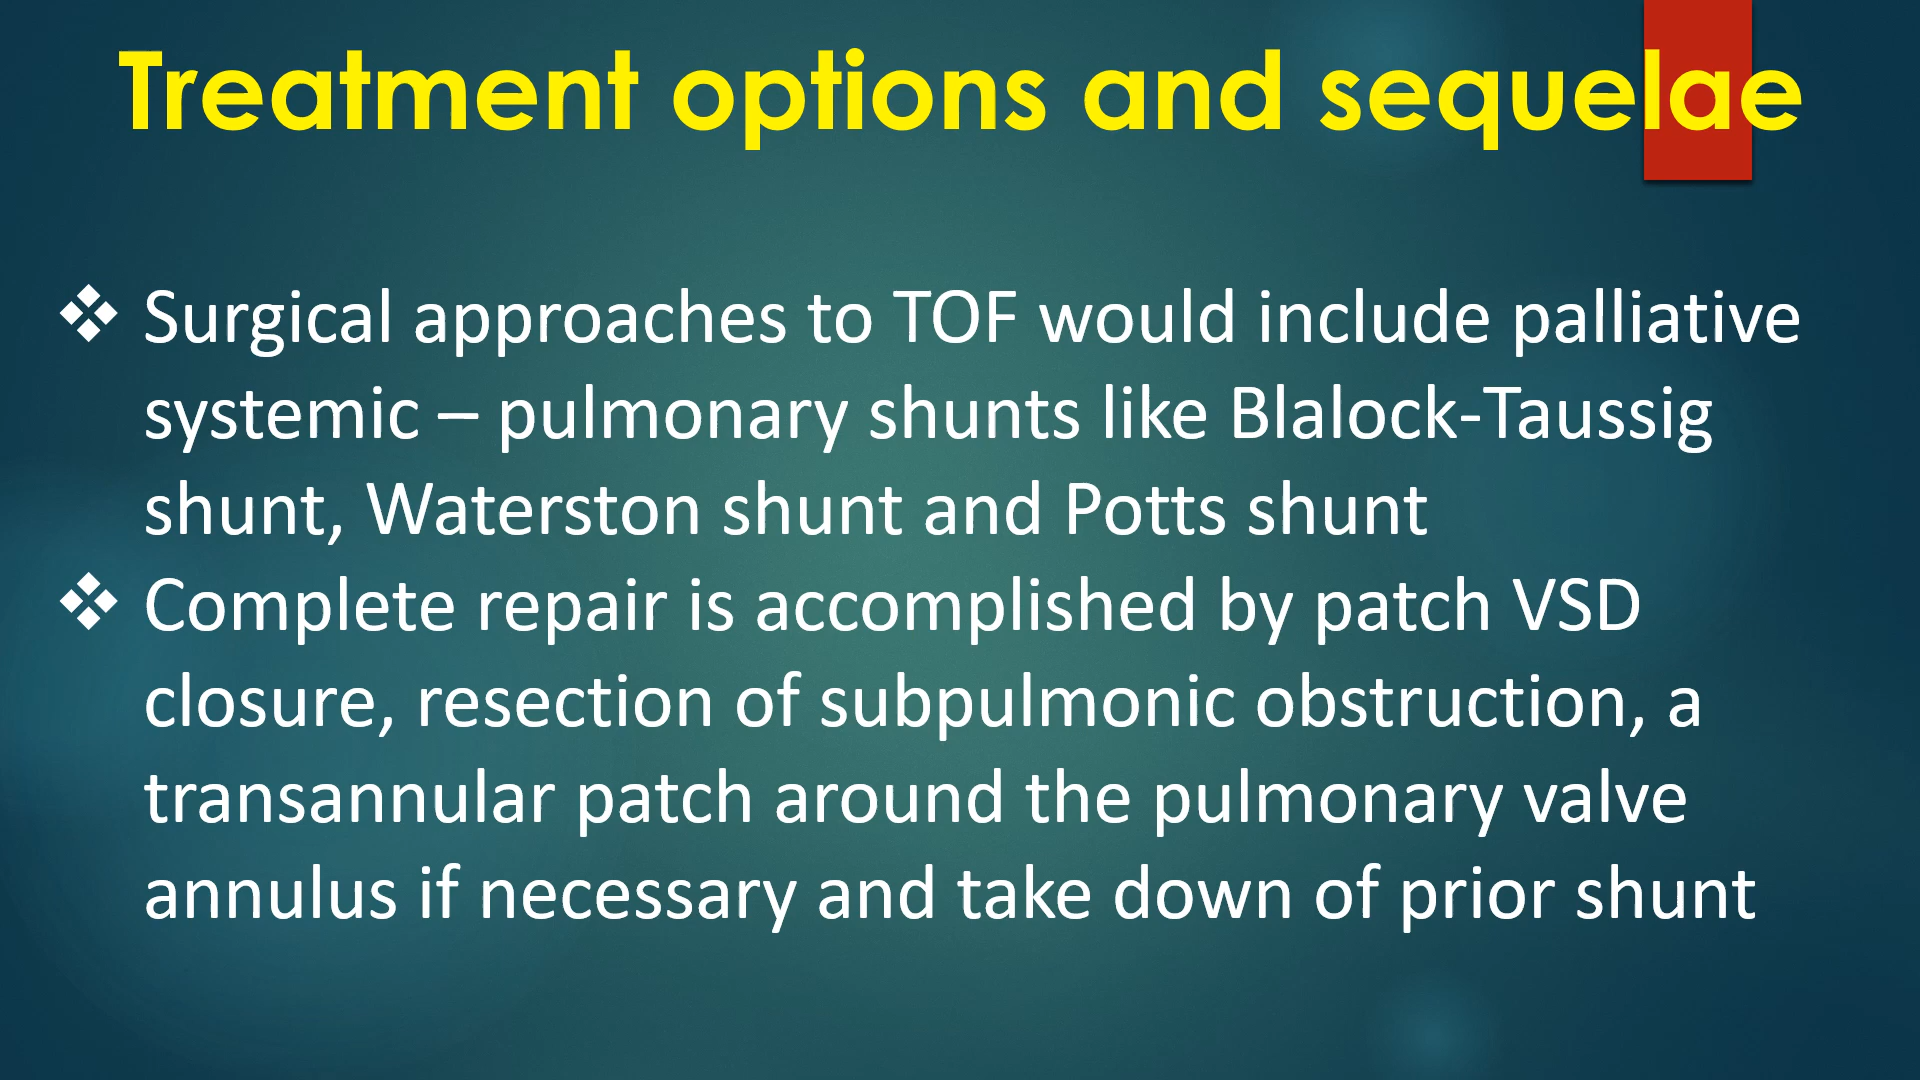 Treatment options and sequelae
❖ Surgical approaches to TOF would include palliative
systemic – pulmonary shunts like Blalock-Taussig
shunt, Waterston shunt and Potts shunt
❖ Complete repair is accomplished by patch VSD
closure, resection of subpulmonic obstruction, a
transannular patch around the pulmonary valve
annulus if necessary and take down of prior shunt